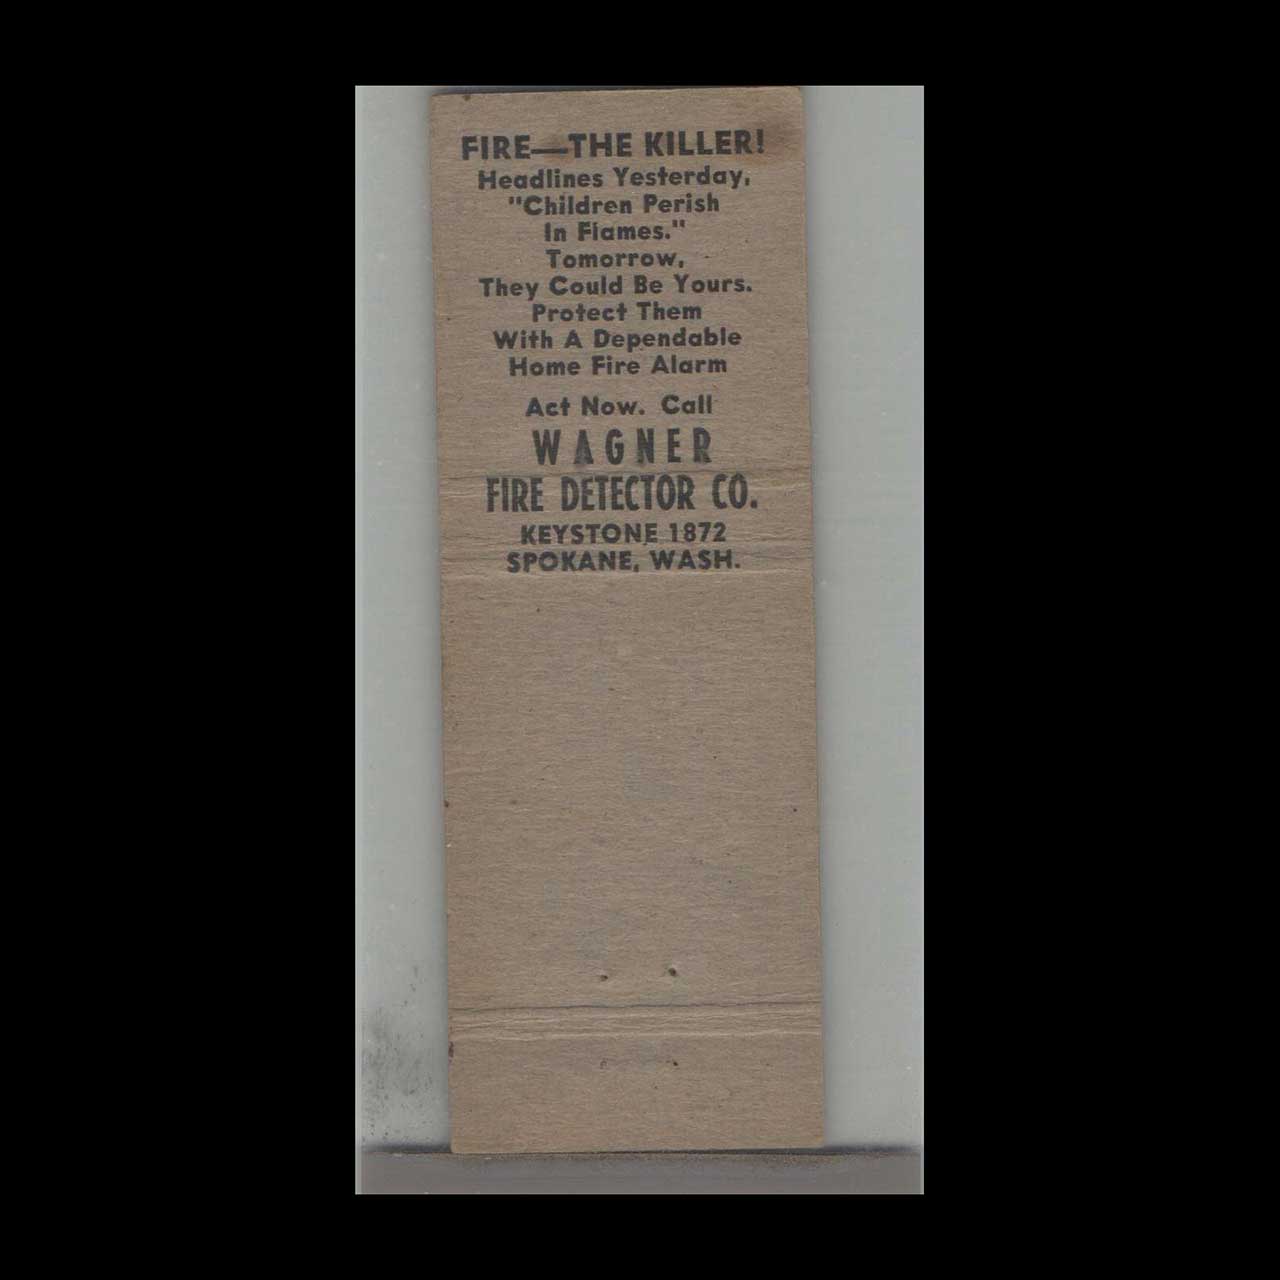 FIRE—THE KILLER!
Headlines Yesterday,
"Children Perish
In Flames."
Tomorrow,
They Could Be Yours.
Protect Them
With A Dependable
Home Fire Alarm
Act Now. Call
WAGNER
FIRE DETECTOR CO.
KEYSTONE 1872
SPOKANE, WASH.